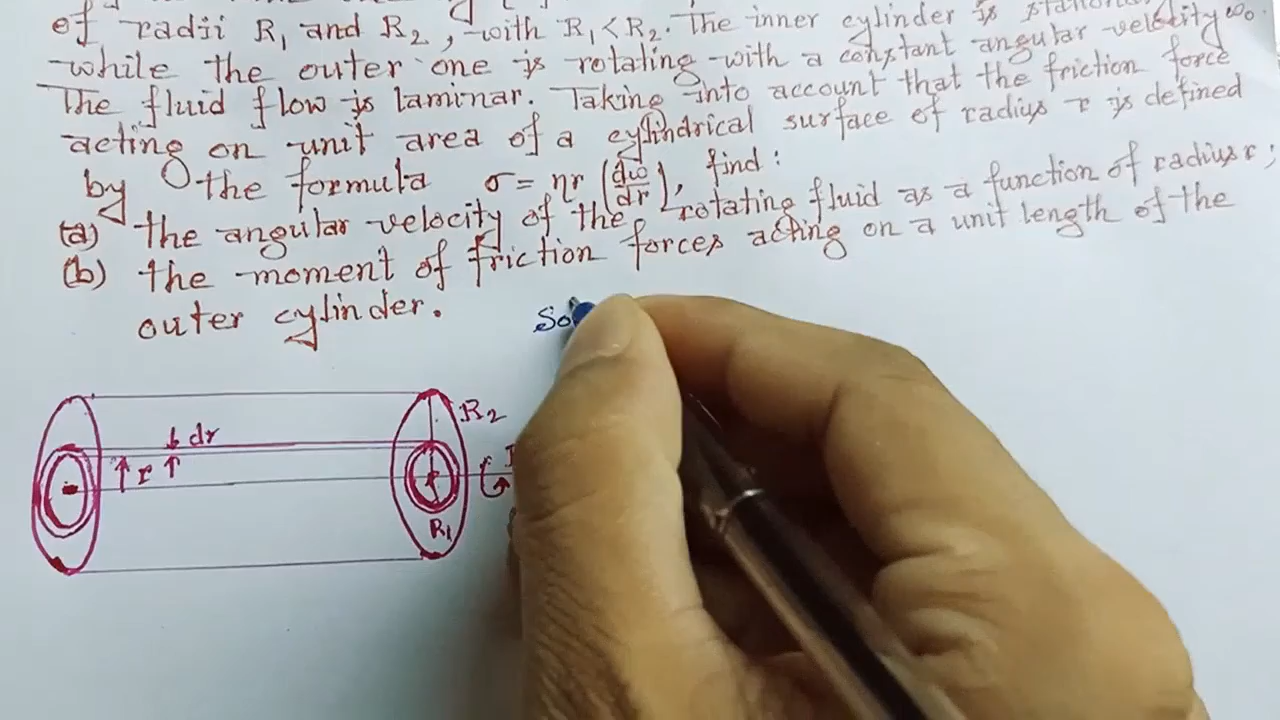 of radii R₁ and R₂, with R₁ < R₂. The inner cylinder is
while the outer one is rotating with a constant angular velocity ω₀.
The fluid flow is laminar. Taking into account that the friction force
acting on unit area of a cylindrical surface of radius r is defined
by the formula σ = ηr (dω/dr), find :
(a) the angular velocity of the rotating fluid as a function of radius r;
(b) the moment of friction forces acting on a unit length of the
outer cylinder.
So
R₂
dr
r
R₁